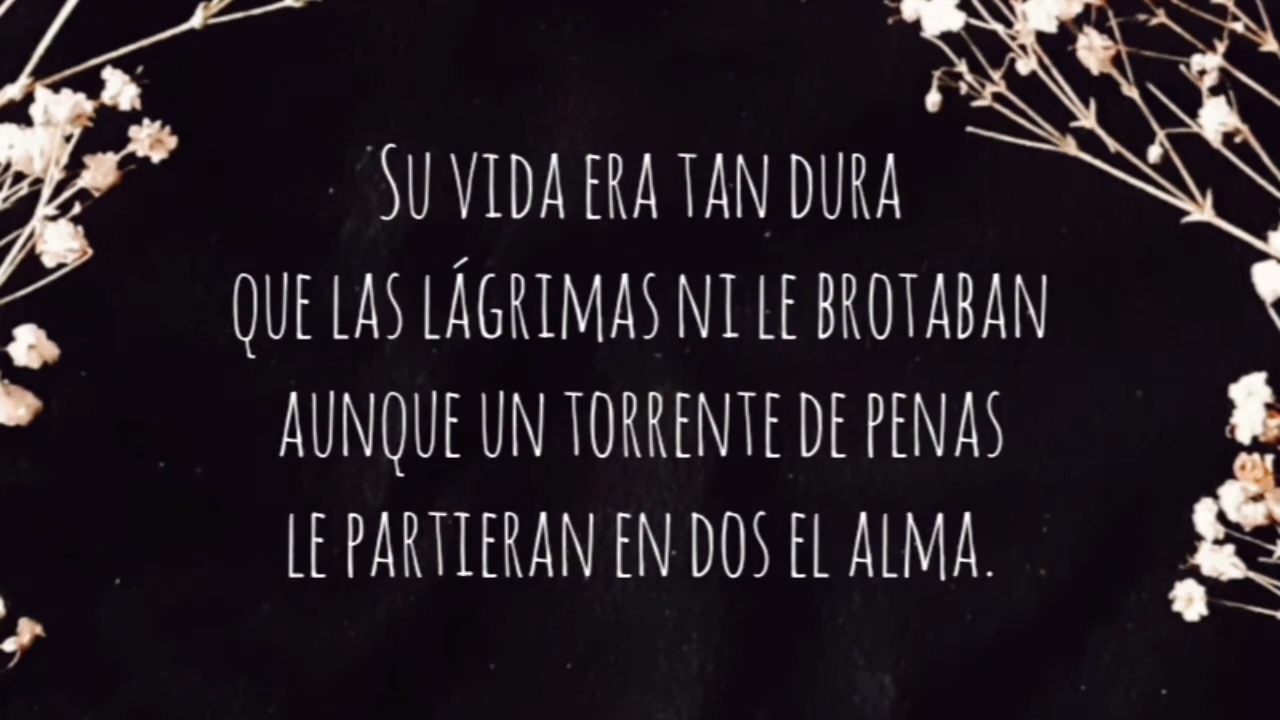 Su vida era tan dura
que las lágrimas ni le brotaban
aunque un torrente de penas
le partieran en dos el alma.